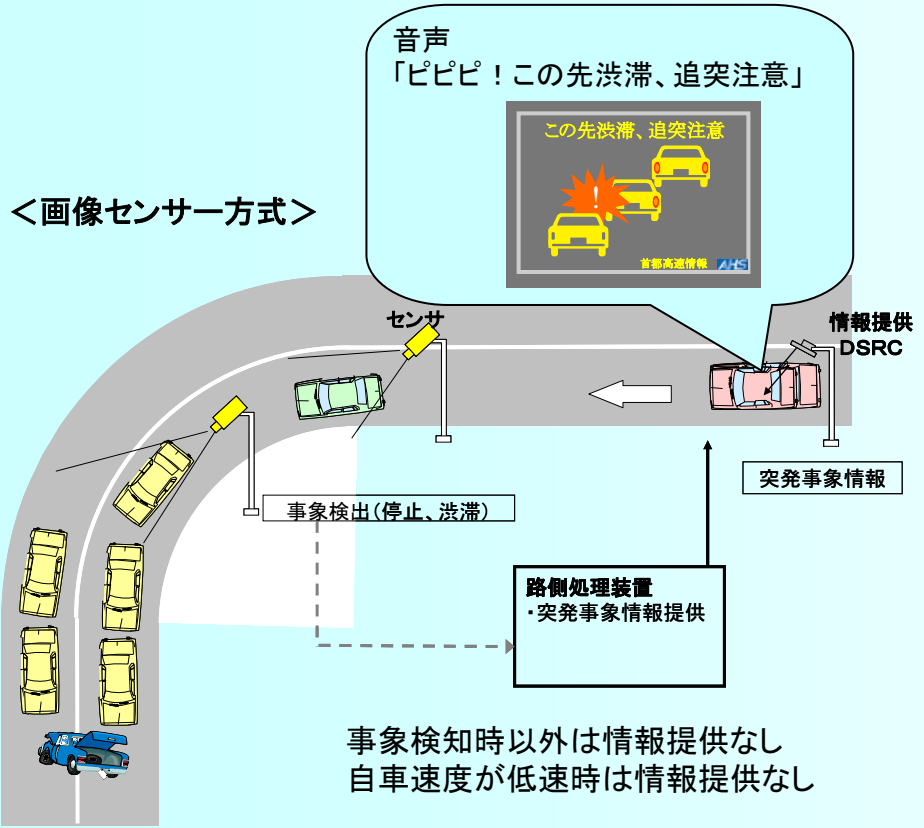 音声
「ピピピ！この先渋滞、追突注意」
この先渋滞、追突注意
!
首都高速情報 AHS
＜画像センサー方式＞
センサ
情報提供
DSRC
突発事象情報
事象検出(停止、渋滞)
路側処理装置
・突発事象情報提供
事象検知時以外は情報提供なし
自車速度が低速時は情報提供なし